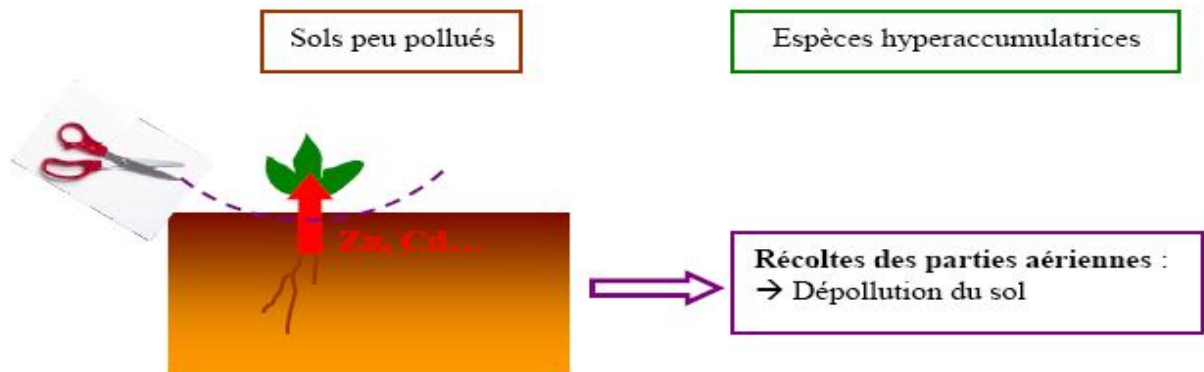 Sols peu pollués
Espèces hyperaccumulatrices
Zn, Cd…
Récoltes des parties aériennes :
→ Dépollution du sol